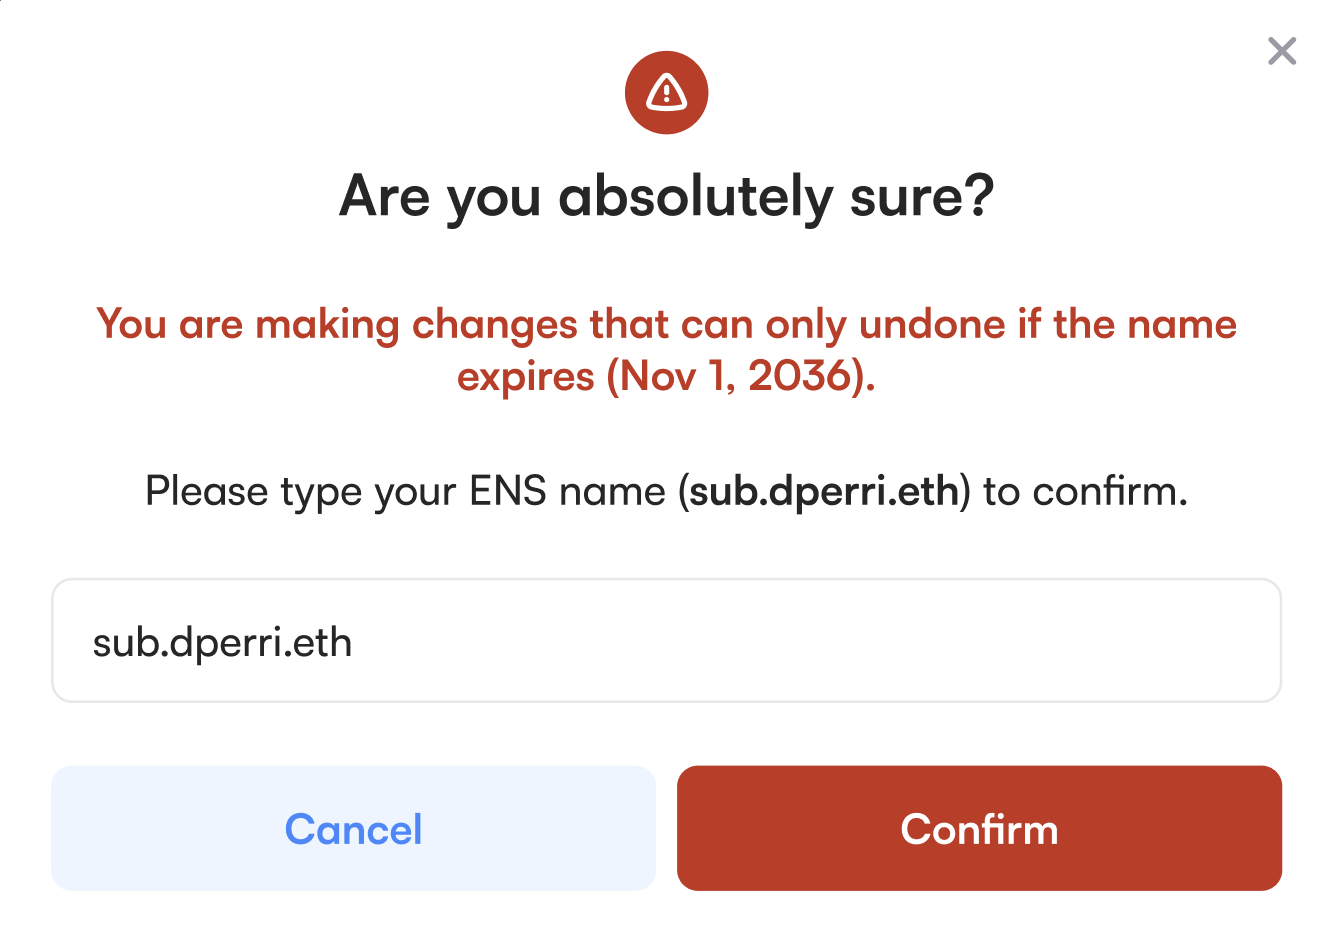 Are you absolutely sure?
You are making changes that can only undone if the name
expires (Nov 1, 2036).
Please type your ENS name (sub.dperri.eth) to confirm.
sub.dperri.eth
Cancel
Confirm